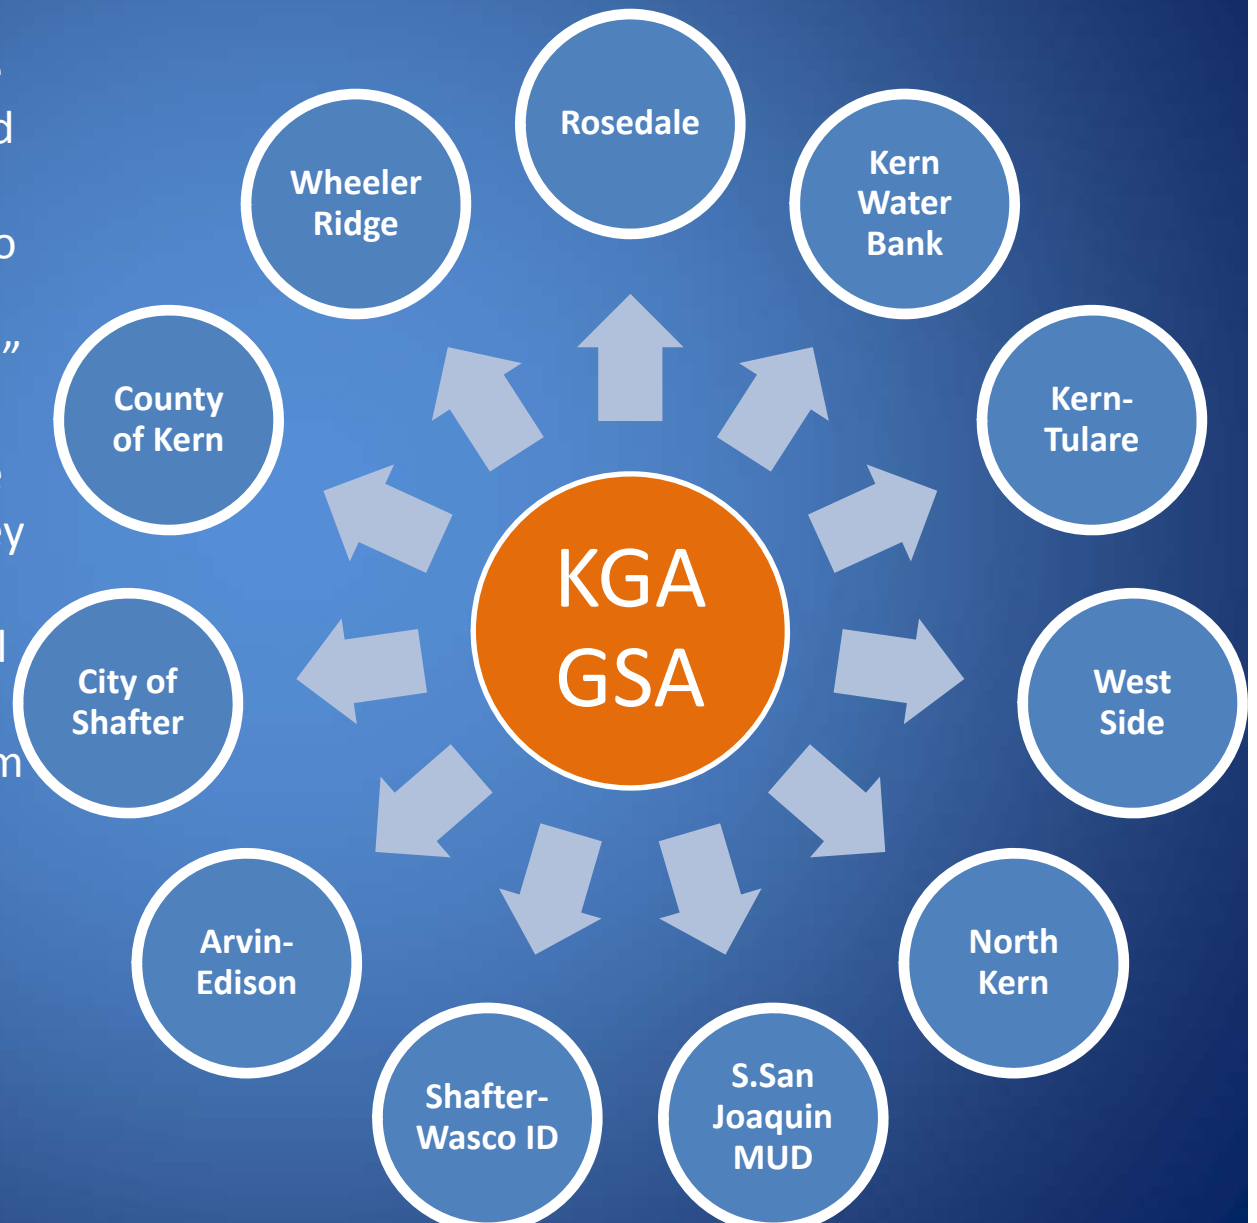 KGA
GSA
Rosedale
Kern
Water
Bank
Kern-
Tulare
West
Side
North
Kern
S.San
Joaquin
MUD
Shafter-
Wasco ID
Arvin-
Edison
City of
Shafter
County
of Kern
Wheeler
Ridge